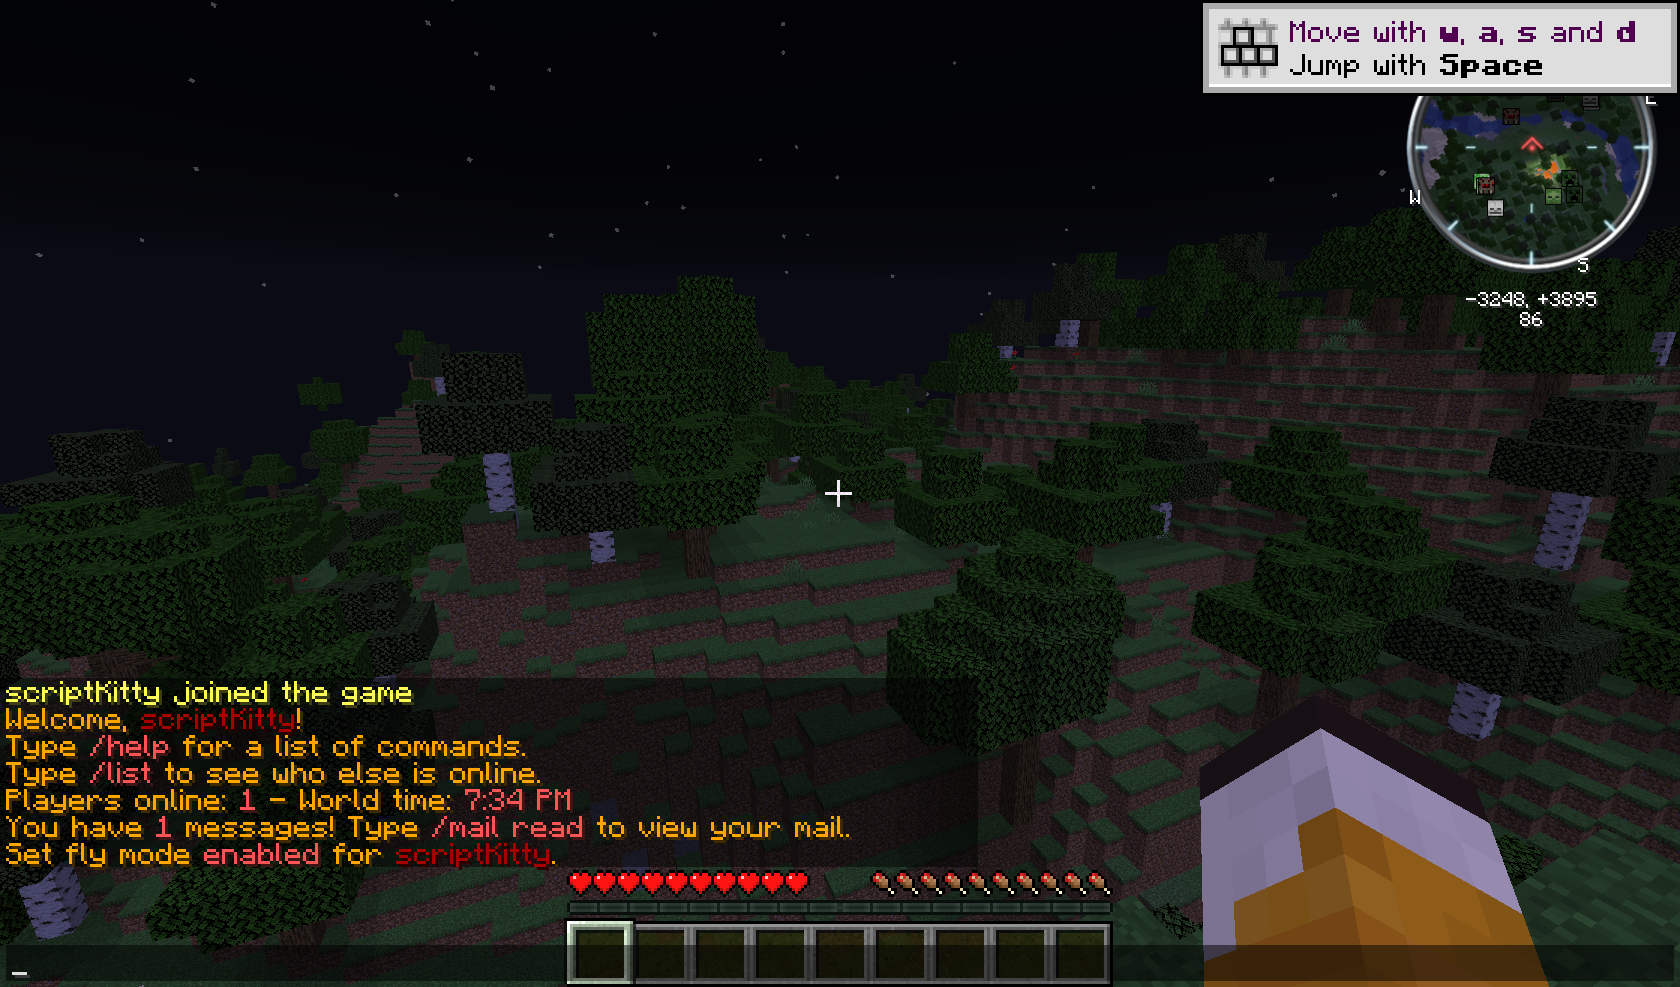 Move with w, a, s and d
Jump with Space
E
W
S
-3248, +3895
86
scriptKitty joined the game
Welcome, scriptKitty!
Type /help for a list of commands.
Type /list to see who else is online.
Players online: 1 - World time: 7:34 PM
You have 1 messages! Type /mail read to view your mail.
Set fly mode enabled for scriptKitty.
_